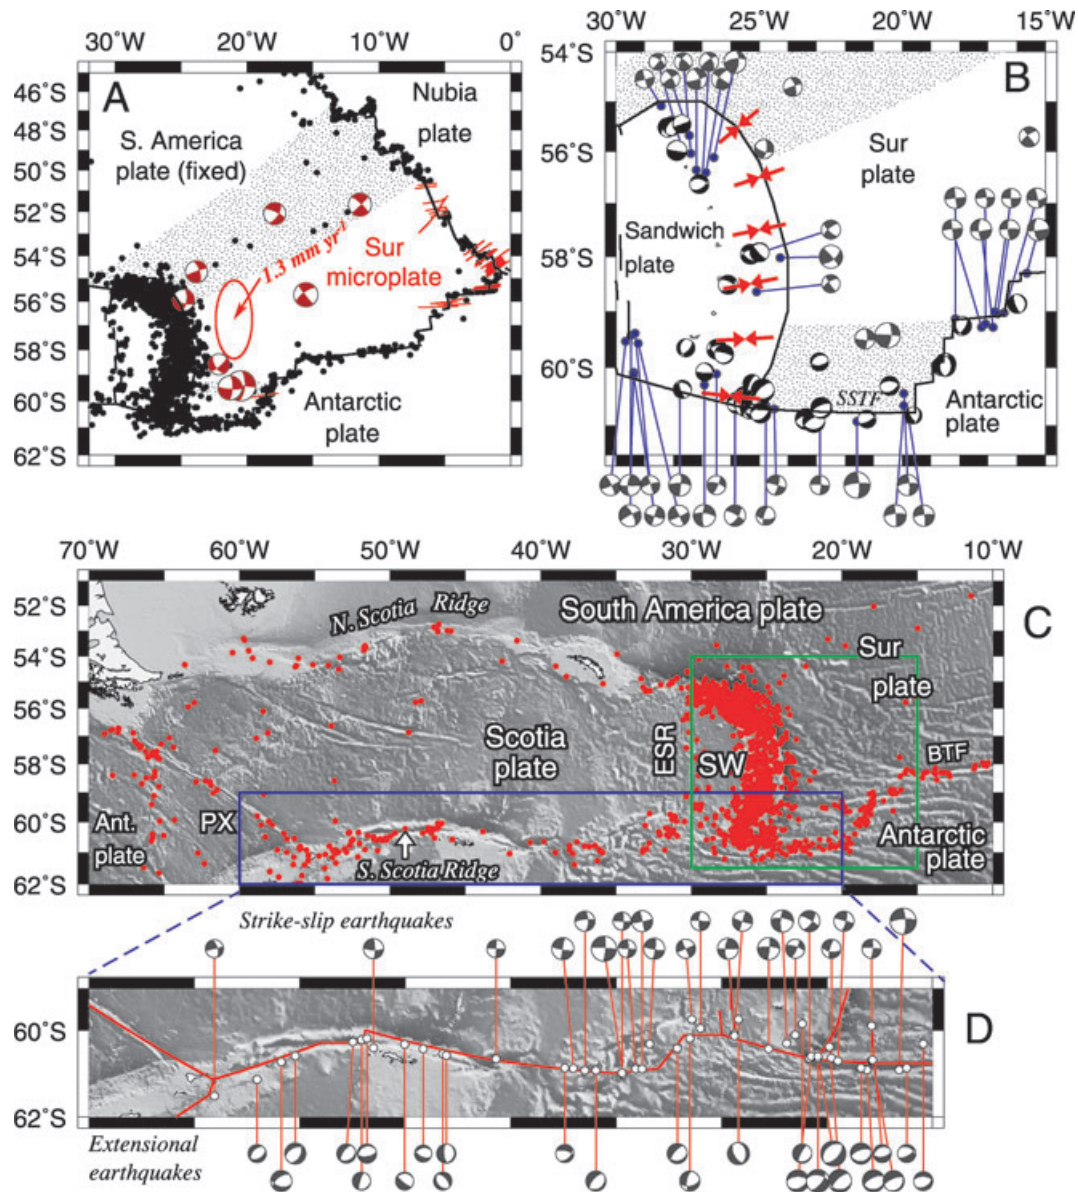 30°W 20°W 10°W 0°
46°S
48°S
50°S
52°S
54°S
56°S
58°S
60°S
62°S
A
Nubia
plate
S. America
plate (fixed)
Sur
microplate
1.3 mm yr-1
Antarctic
plate
30°W 25°W 20°W 15°W
54°S
56°S
58°S
60°S
62°S
B
Sur
plate
Sandwich
plate
SSTF
Antarctic
plate
70°W 60°W 50°W 40°W 30°W 20°W 10°W
52°S
54°S
56°S
58°S
60°S
62°S
C
N. Scotia Ridge
South America plate
Sur
plate
Scotia
plate
ESR
SW
BTF
Ant.
plate
PX
S. Scotia Ridge
Antarctic
plate
Strike-slip earthquakes
60°S
62°S
D
Extensional
earthquakes